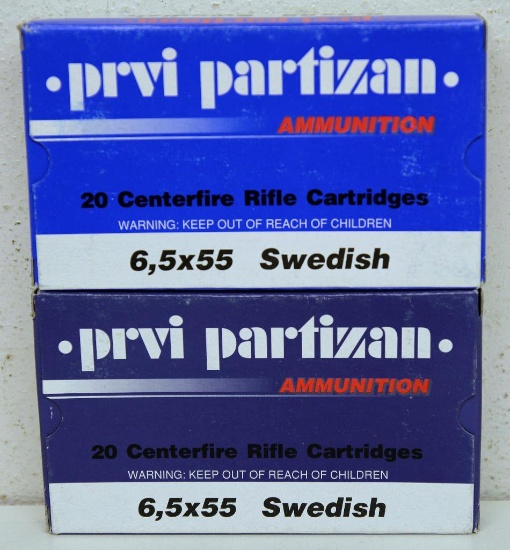 • prvi partizan •
AMMUNITION
20 Centerfire Rifle Cartridges
WARNING: KEEP OUT OF REACH OF CHILDREN
6,5x55 Swedish
• prvi partizan •
AMMUNITION
20 Centerfire Rifle Cartridges
WARNING: KEEP OUT OF REACH OF CHILDREN
6,5x55 Swedish